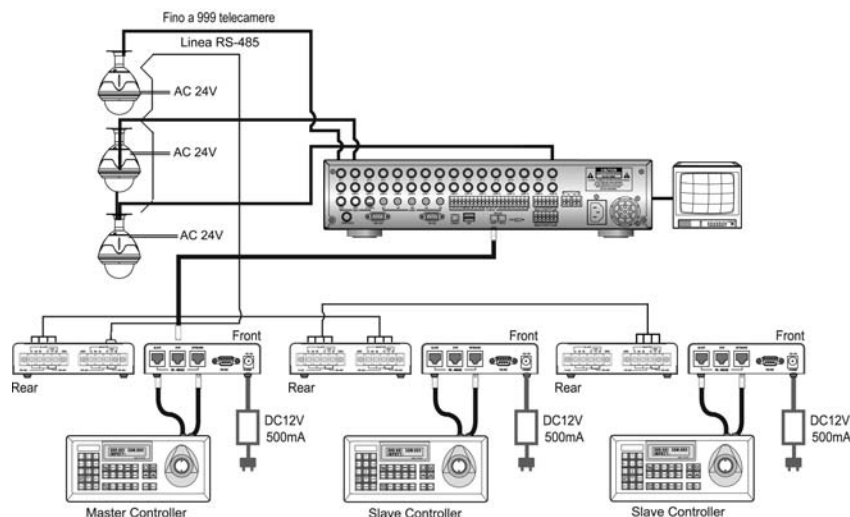 Fino a 999 telecamere
Linea RS-485
AC 24V
AC 24V
AC 24V
Front
Rear
Front
Rear
Front
Rear
DC12V
500mA
DC12V
500mA
DC12V
500mA
Master Controller
Slave Controller
Slave Controller